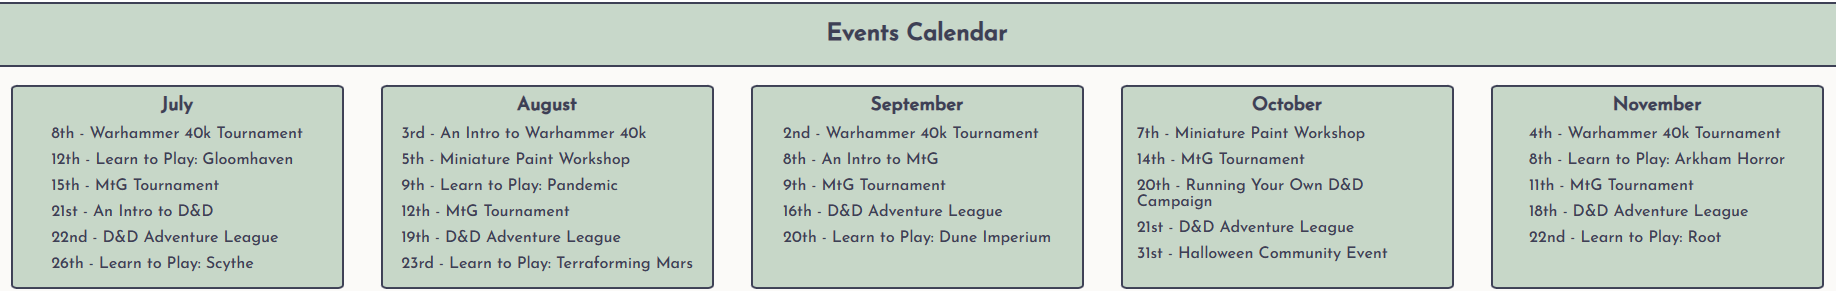 Events Calendar
July
8th - Warhammer 40k Tournament
12th - Learn to Play: Gloomhaven
15th - MtG Tournament
21st - An Intro to D&D
22nd - D&D Adventure League
26th - Learn to Play: Scythe
August
3rd - An Intro to Warhammer 40k
5th - Miniature Paint Workshop
9th - Learn to Play: Pandemic
12th - MtG Tournament
19th - D&D Adventure League
23rd - Learn to Play: Terraforming Mars
September
2nd - Warhammer 40k Tournament
8th - An Intro to MtG
9th - MtG Tournament
16th - D&D Adventure League
20th - Learn to Play: Dune Imperium
October
7th - Miniature Paint Workshop
14th - MtG Tournament
20th - Running Your Own D&D
Campaign
21st - D&D Adventure League
31st - Halloween Community Event
November
4th - Warhammer 40k Tournament
8th - Learn to Play: Arkham Horror
11th - MtG Tournament
18th - D&D Adventure League
22nd - Learn to Play: Root